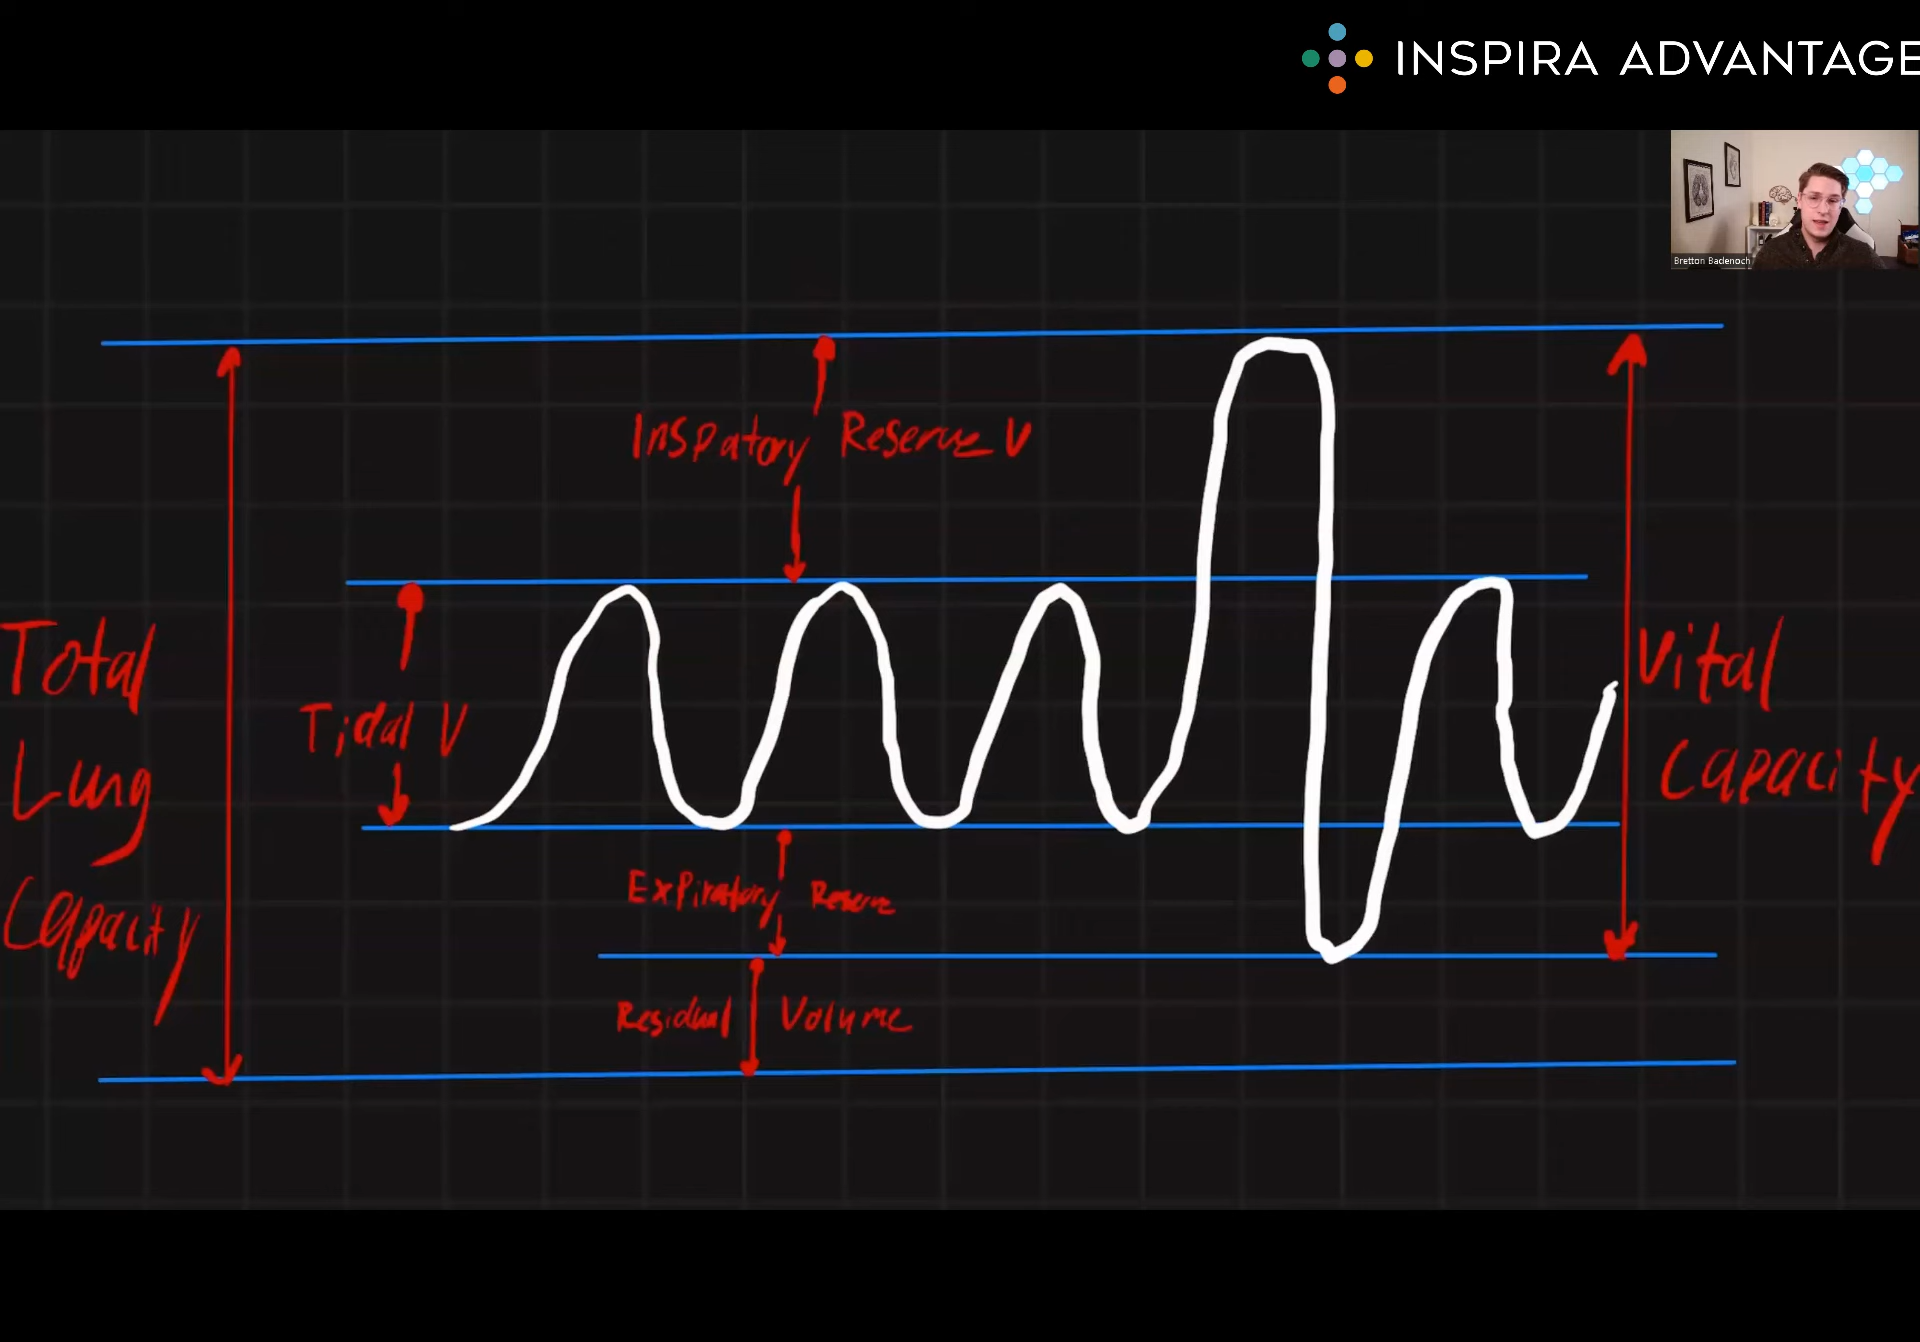 INSPIRA ADVANTAGE
Bretton Badenoch
Inspatory Reserve V
Total
Lung
Capacity
Tidal V
Vital
Capacity
Expiratory Reserve
Residual Volume